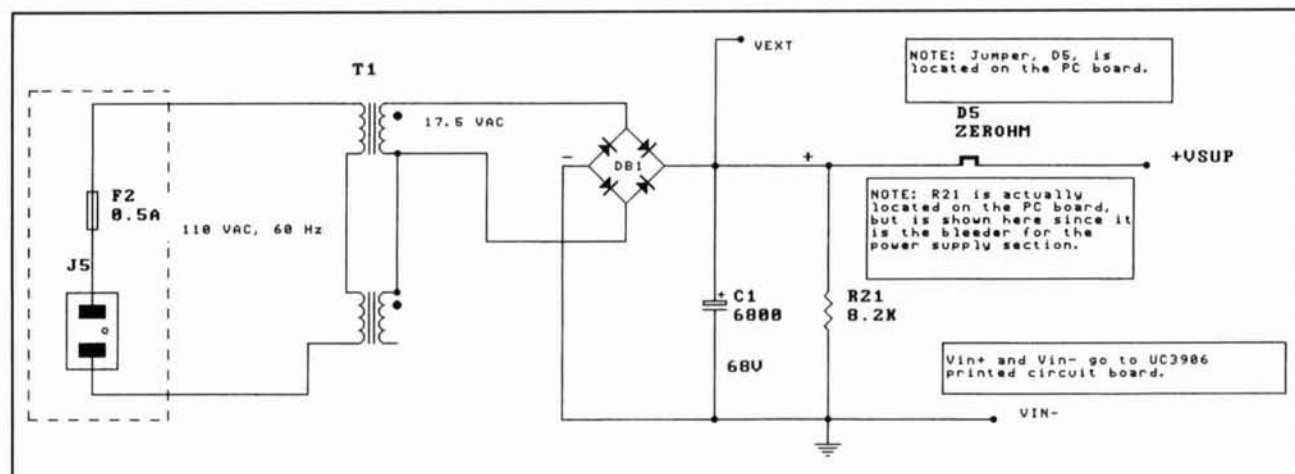 VEXT
NOTE: Jumper, D5, is
located on the PC board.
T1
17.5 VAC
D5
ZEROHM
-
DB1
+
+VSUP
F2
0.5A
110 VAC, 60 Hz
NOTE: R21 is actually
located on the PC board,
but is shown here since it
is the bleeder for the
power supply section.
J5
+
C1
6800
68V
R21
8.2K
Vin+ and Vin- go to UC3906
printed circuit board.
VIN-